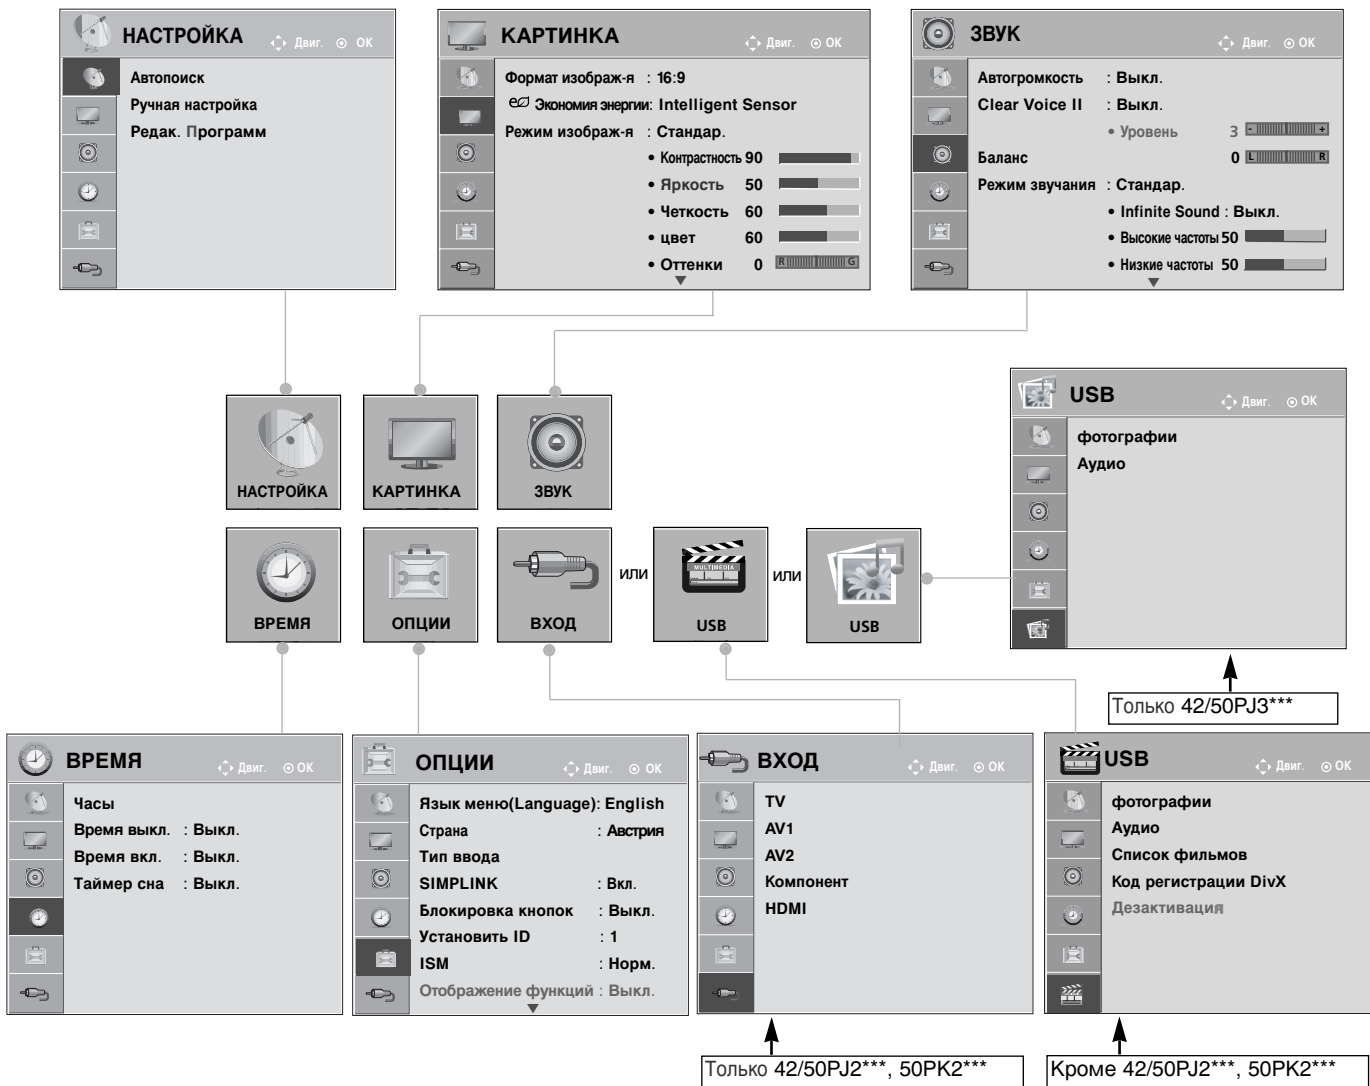 НАСТРОЙКА Двиг. OK
Автопоиск
Ручная настройка
Редак. Программ
КАРТИНКА Двиг. OK
Формат изображ-я : 16:9
Экономия энергии: Intelligent Sensor
Режим изображ-я : Стандар.
• Контрастность 90
• Яркость 50
• Четкость 60
• цвет 60
• Оттенки 0 R G
ЗВУК Двиг. OK
Автогромкость : Выкл.
Clear Voice II : Выкл.
• Уровень 3 - +
Баланс 0 L R
Режим звучания : Стандар.
• Infinite Sound : Выкл.
• Высокие частоты 50
• Низкие частоты 50
НАСТРОЙКА
КАРТИНКА
ЗВУК
ВРЕМЯ
ОПЦИИ
ВХОД
или
MULTIMEDIA
USB
или
USB
USB Двиг. OK
фотографии
Аудио
Только 42/50PJ3***
ВРЕМЯ Двиг. OK
Часы
Время выкл. : Выкл.
Время вкл. : Выкл.
Таймер сна : Выкл.
ОПЦИИ Двиг. OK
Язык меню(Language): English
Страна : Австрия
Тип ввода
SIMPLINK : Вкл.
Блокировка кнопок : Выкл.
Установить ID : 1
ISM : Норм.
Отображение функций : Выкл.
ВХОД Двиг. OK
TV
AV1
AV2
Компонент
HDMI
Только 42/50PJ2***, 50PK2***
USB Двиг. OK
фотографии
Аудио
Список фильмов
Код регистрации DivX
Дезактивация
Кроме 42/50PJ2***, 50PK2***